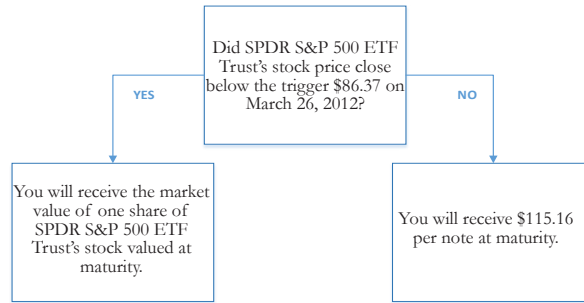 Did SPDR S&P 500 ETF
Trust's stock price close
below the trigger $86.37 on
March 26, 2012?
YES
NO
You will receive the market
value of one share of
SPDR S&P 500 ETF
Trust's stock valued at
maturity.
You will receive $115.16
per note at maturity.